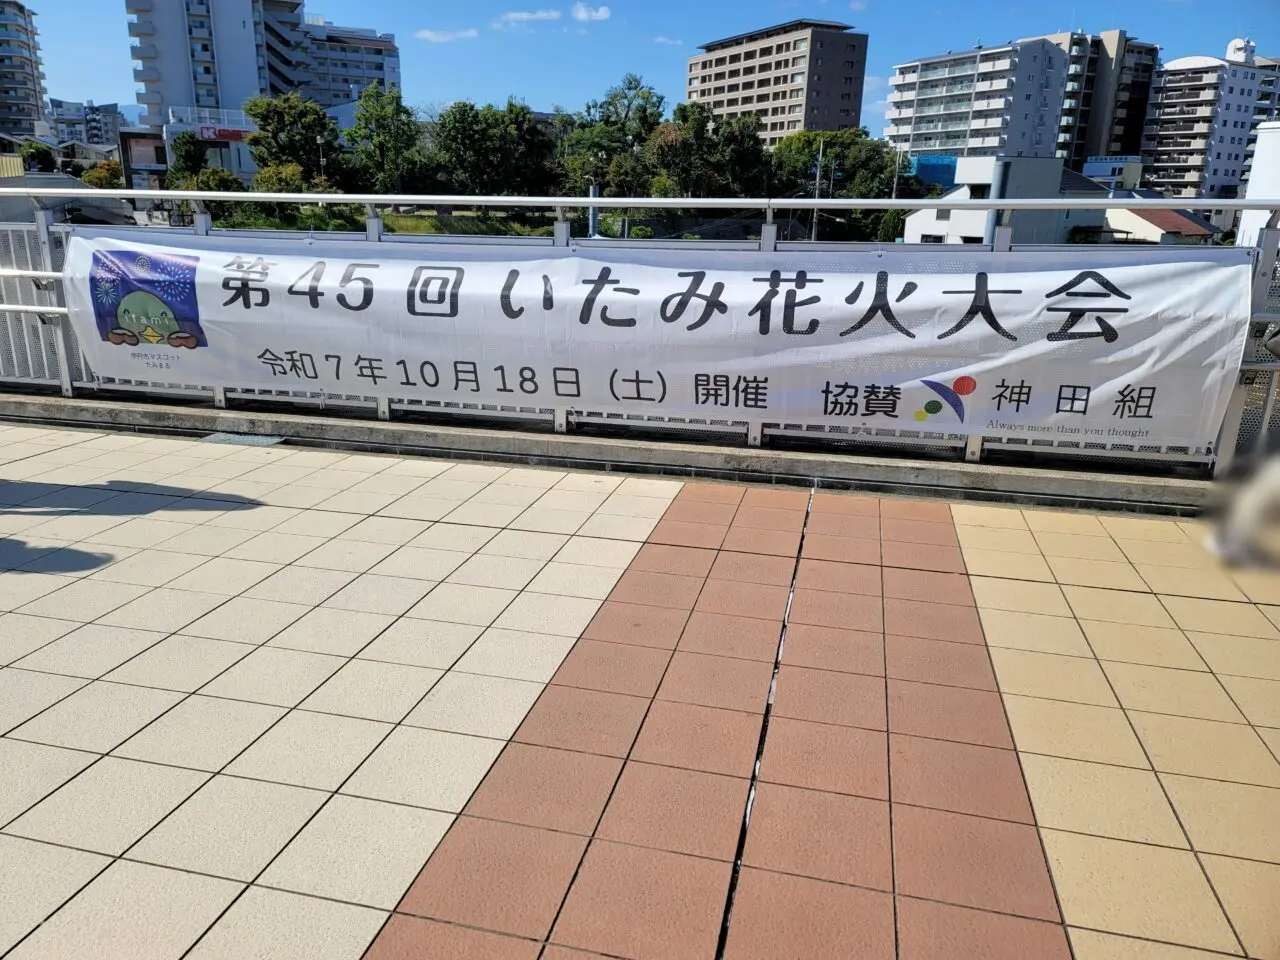 第45回 いたみ花火大会
itami
伊丹市マスコット
たみまる
令和7年10月18日（土）開催 協賛 神田組
Always more than you thought